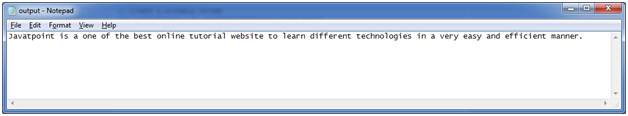 output - Notepad
File Edit Format View Help
Javatpoint is a one of the best online tutorial website to learn different technologies in a very easy and efficient manner.